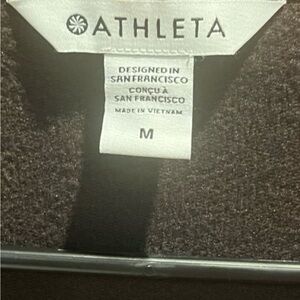 ATHLETA
DESIGNED IN
SAN FRANCISCO
CONÇU À
SAN FRANCISCO
MADE IN VIETNAM
M